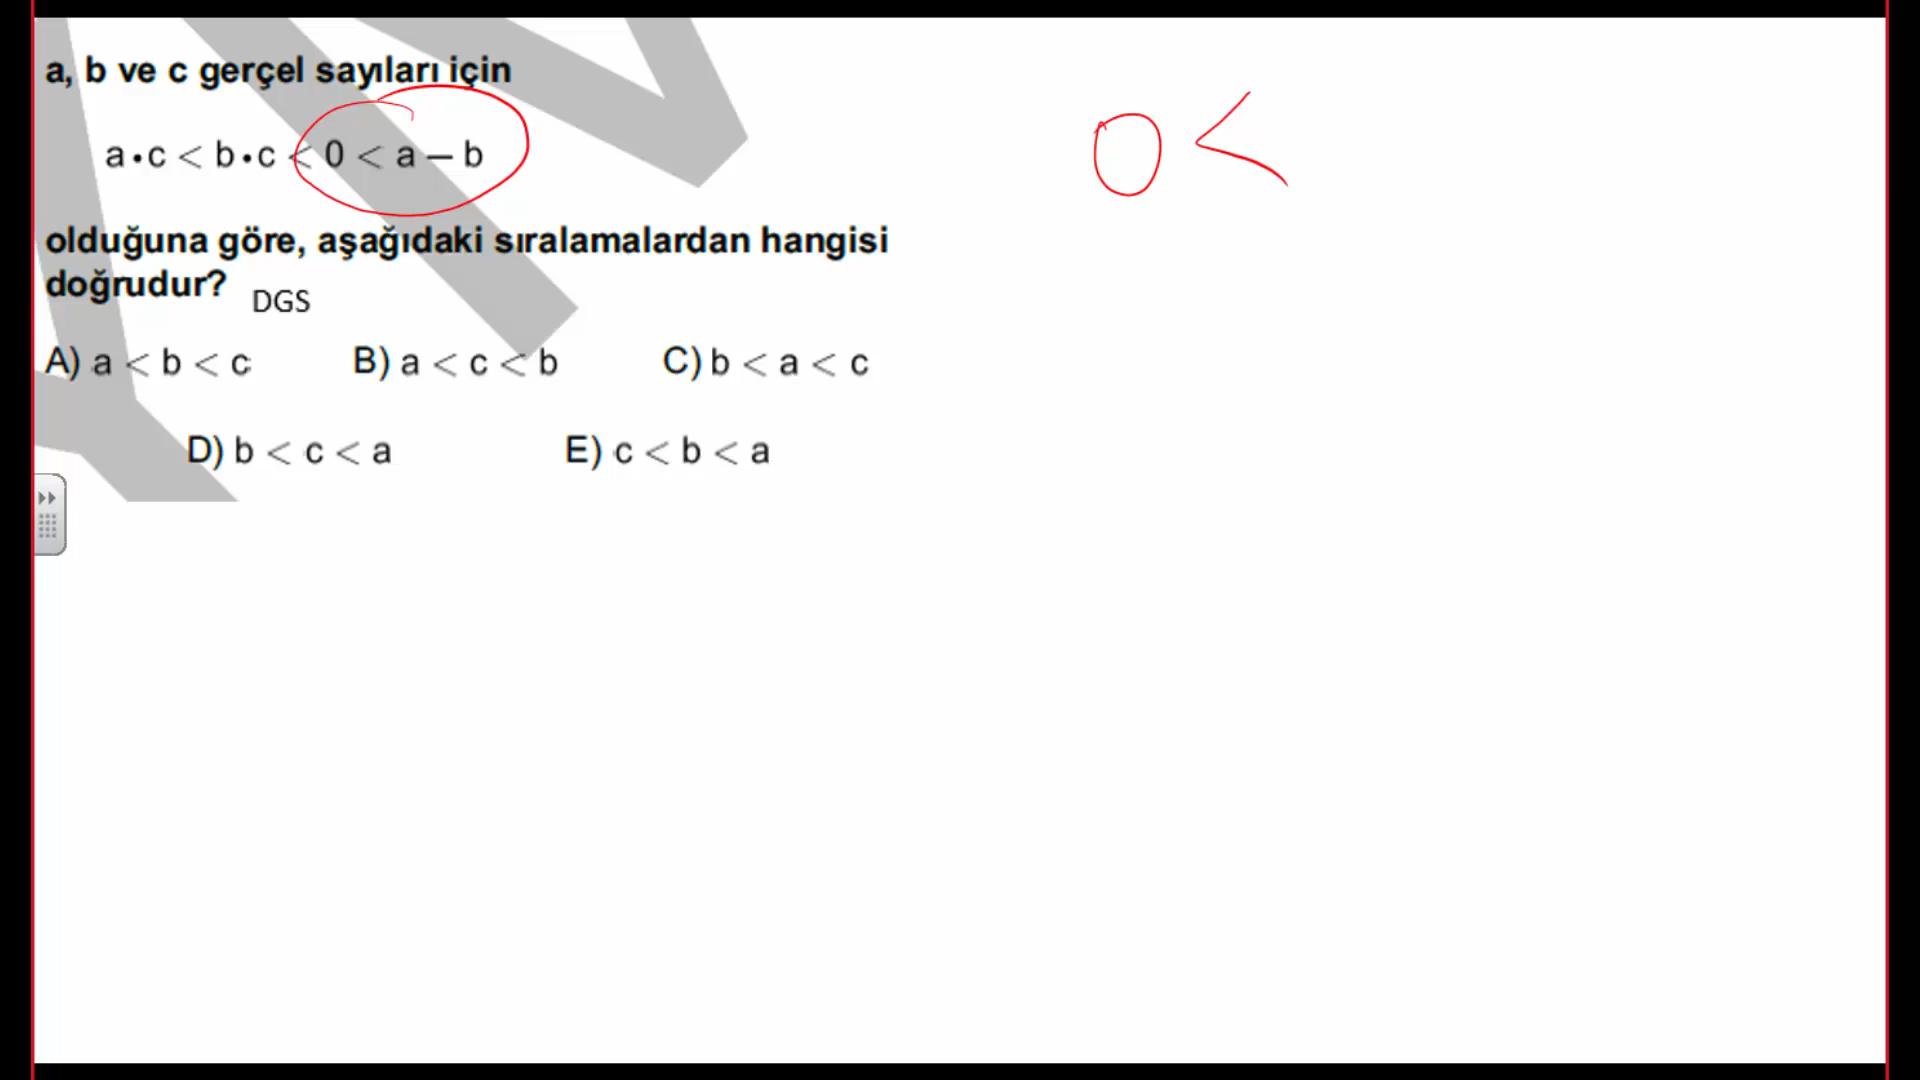 a, b ve c gerçel sayıları için
a•c < b•c < 0 < a – b
0 <
olduğuna göre, aşağıdaki sıralamalardan hangisi
doğrudur? DGS
A) a < b < c B) a < c < b C) b < a < c
D) b < c < a E) c < b < a